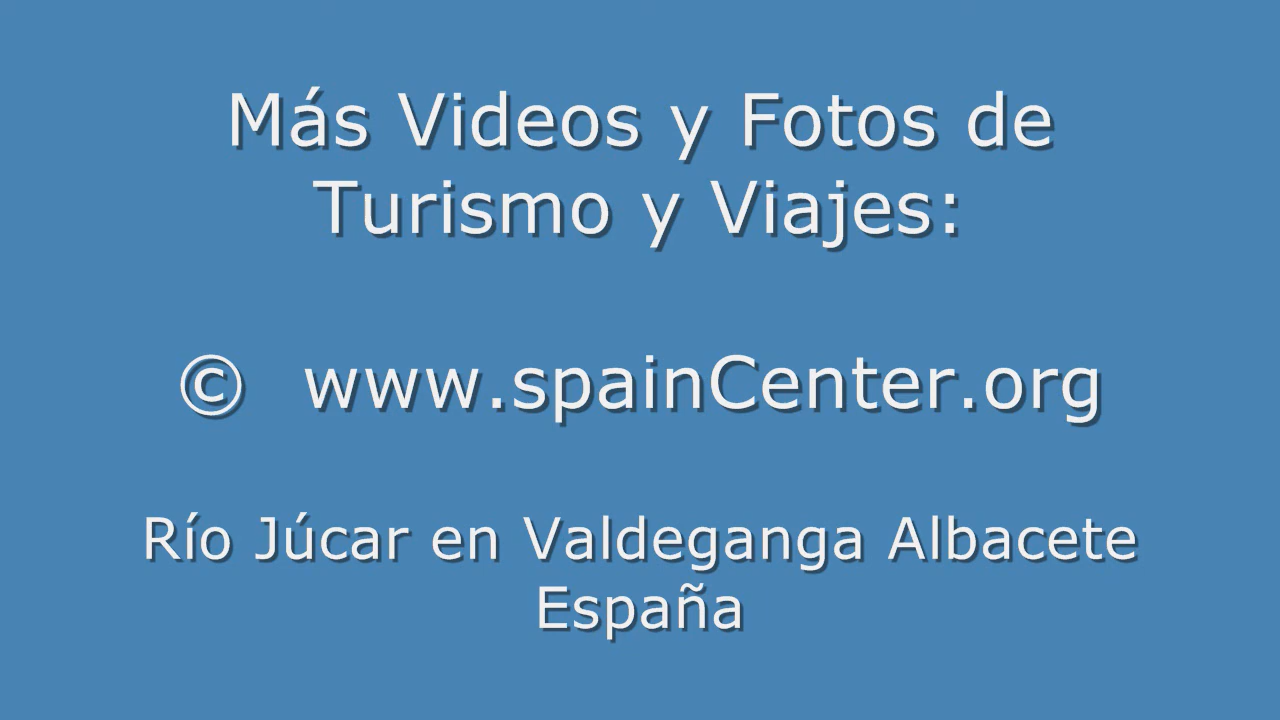 Más Videos y Fotos de
Turismo y Viajes:
© www.spainCenter.org
Río Júcar en Valdeganga Albacete
España